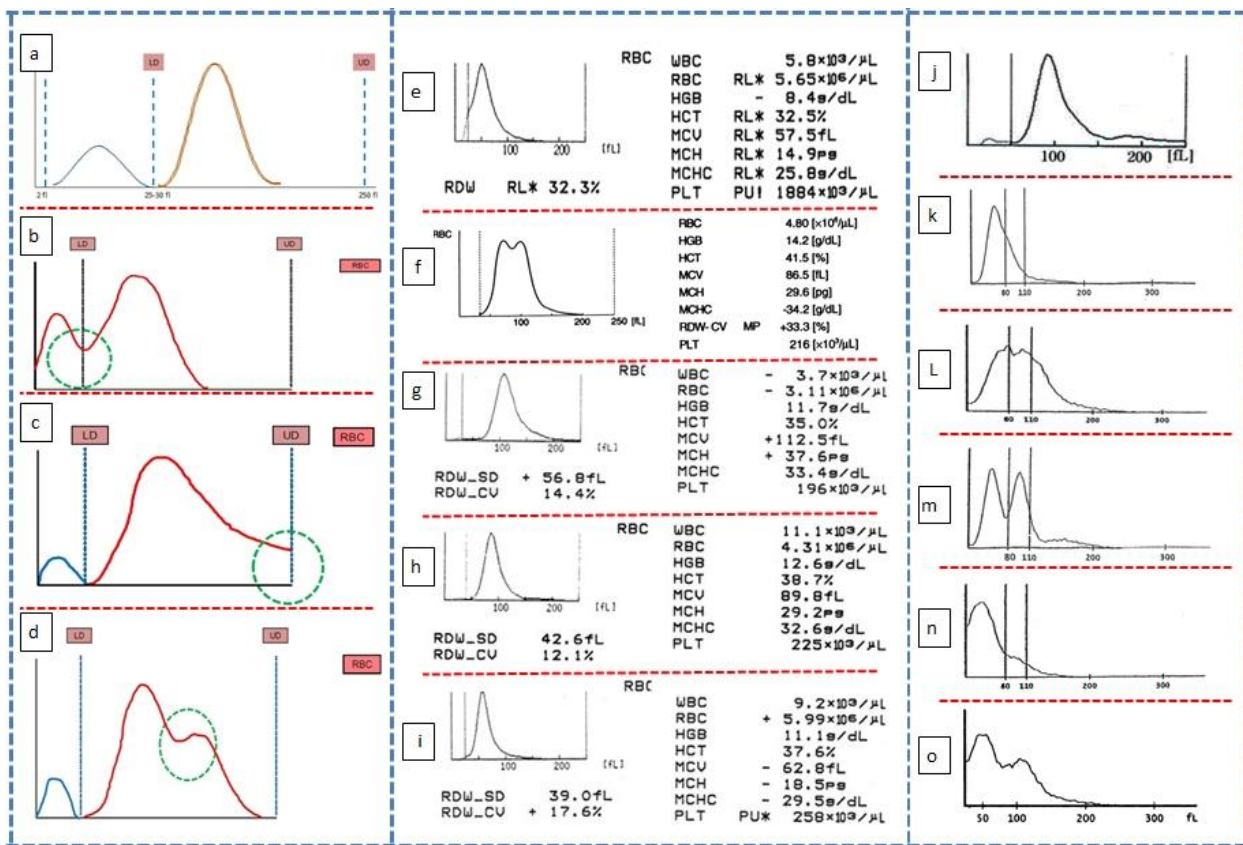 a
LD
UD
2 fl
25-30 fl
250 fl
b
LD
UD
RBC
c
LD
UD
RBC
d
LD
UD
RBC
e
RBC
100
200
[fL]
RDW RL* 32.3%
WBC 5.8×10³/µL
RBC RL* 5.65×10⁶/µL
HGB - 8.4g/dL
HCT RL* 32.5%
MCV RL* 57.5fL
MCH RL* 14.9pg
MCHC RL* 25.8g/dL
PLT PU! 1884×10³/µL
f
RBC
100
200
250 [fL]
RBC 4.80 [×10⁶/µL]
HGB 14.2 [g/dL]
HCT 41.5 [%]
MCV 86.5 [fL]
MCH 29.6 [pg]
MCHC -34.2 [g/dL]
RDW-CV MP +33.3 [%]
PLT 216 [×10³/µL]
g
RBC
100
200
[fL]
RDW_SD + 56.8fL
RDW_CV 14.4%
WBC - 3.7×10³/µL
RBC - 3.11×10⁶/µL
HGB 11.7g/dL
HCT 35.0%
MCV +112.5fL
MCH + 37.6pg
MCHC 33.4g/dL
PLT 196×10³/µL
h
RBC
100
200
[fL]
RDW_SD 42.6fL
RDW_CV 12.1%
WBC 11.1×10³/µL
RBC 4.31×10⁶/µL
HGB 12.6g/dL
HCT 38.7%
MCV 89.8fL
MCH 29.2pg
MCHC 32.6g/dL
PLT 225×10³/µL
i
RBC
100
200
[fL]
RDW_SD 39.0fL
RDW_CV + 17.6%
WBC 9.2×10³/µL
RBC + 5.99×10⁶/µL
HGB 11.1g/dL
HCT 37.6%
MCV - 62.8fL
MCH - 18.5pg
MCHC - 29.5g/dL
PLT PU* 258×10³/µL
j
100
200
[fL]
k
80
110
200
300
L
80
110
200
300
m
80
110
200
300
n
80
110
200
300
o
50
100
200
300
fL